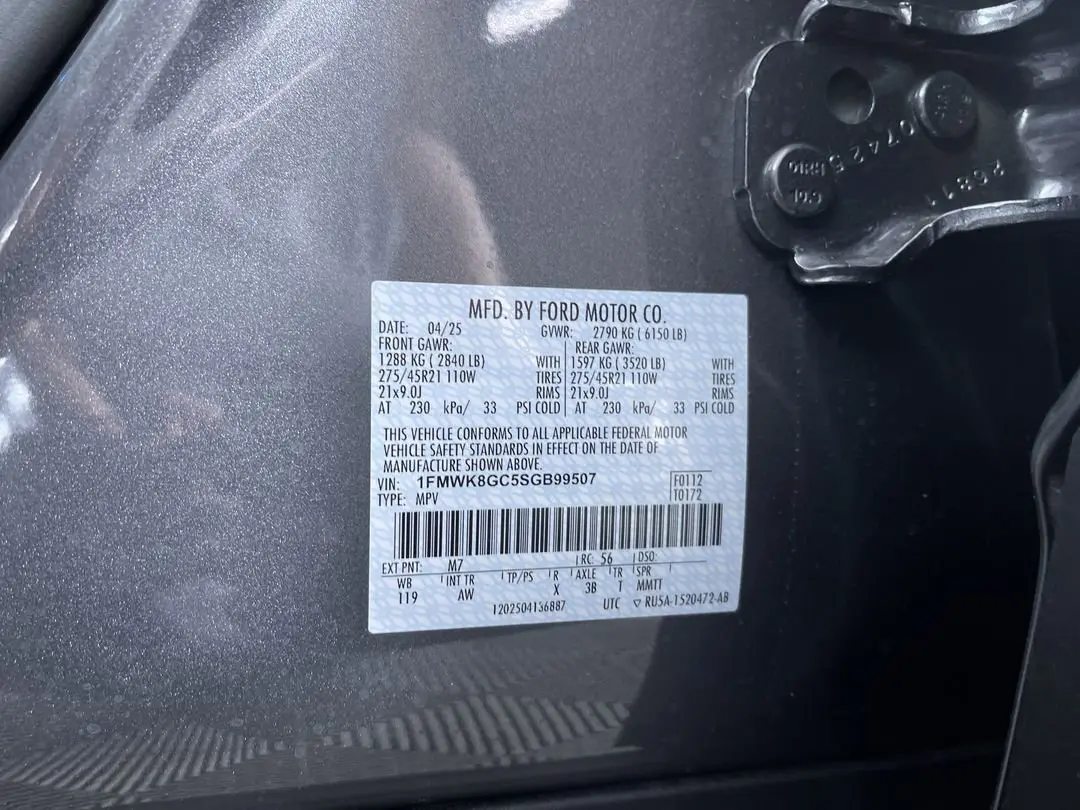 07425
26811
MFD. BY FORD MOTOR CO.
DATE: 04/25 GVWR: 2790 KG ( 6150 LB)
FRONT GAWR: REAR GAWR:
1288 KG ( 2840 LB) WITH 1597 KG ( 3520 LB) WITH
275/45R21 110W TIRES 275/45R21 110W TIRES
21x9.0J RIMS 21x9.0J RIMS
AT 230 kPa/ 33 PSI COLD AT 230 kPa/ 33 PSI COLD
THIS VEHICLE CONFORMS TO ALL APPLICABLE FEDERAL MOTOR
VEHICLE SAFETY STANDARDS IN EFFECT ON THE DATE OF
MANUFACTURE SHOWN ABOVE.
VIN: 1FMWK8GC5SGB99507 F0112
TYPE: MPV T0172
EXT PNT: M7 RC: 56 DSO:
WB INT TR TP/PS R AXLE TR SPR
119 AW X 3B T MMTT
1202504136887 UTC ▽ RU5A-1520472-AB